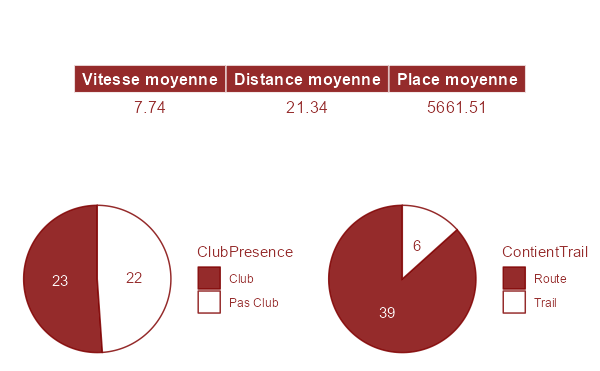 Vitesse moyenne Distance moyenne Place moyenne
7.74 21.34 5661.51
ClubPresence
23 22 Club
Pas Club
ContientTrail
6 Route
39 Trail